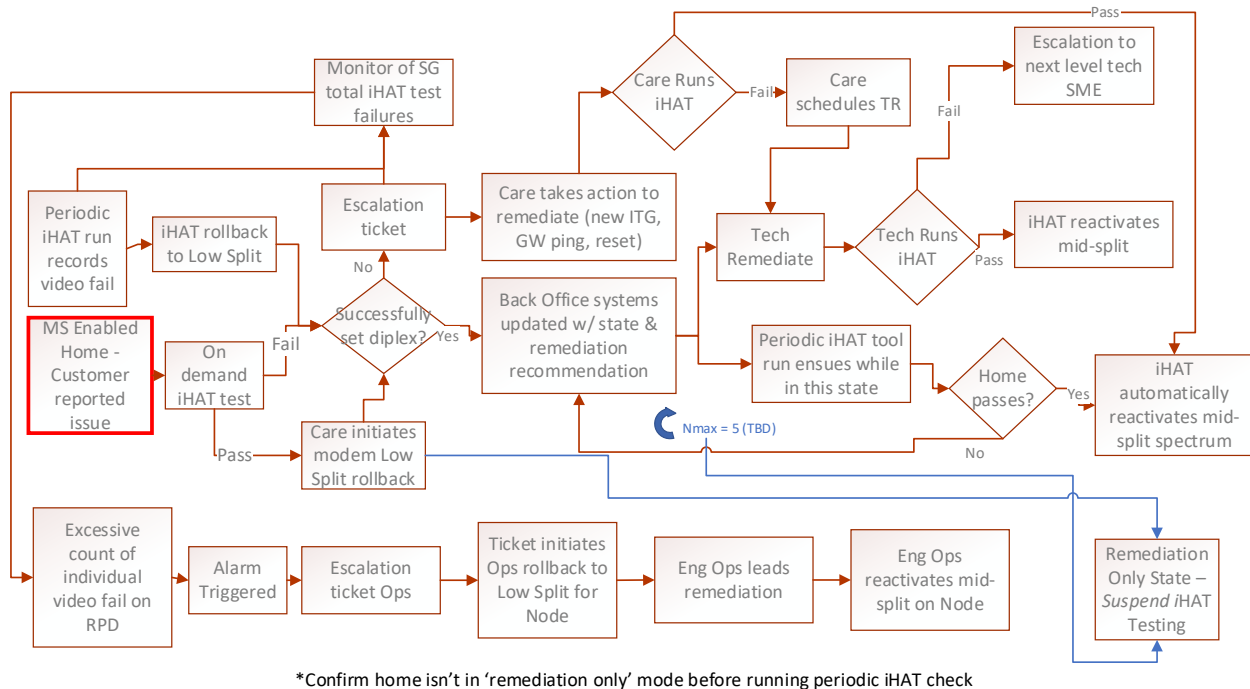 Pass
Monitor of SG
total iHAT test
failures
Care Runs
iHAT
Fail
Care
schedules TR
Escalation to
next level tech
SME
Fail
Periodic
iHAT run
records
video fail
iHAT rollback
to Low Split
Escalation
ticket
Care takes action to
remediate (new ITG,
GW ping, reset)
Tech
Remediate
Tech Runs
iHAT
Pass
iHAT reactivates
mid-split
No
MS Enabled
Home -
Customer
reported
issue
On
demand
iHAT test
Fail
Successfully
set diplex?
Yes
Back Office systems
updated w/ state &
remediation
recommendation
Periodic iHAT tool
run ensues while
in this state
Home
passes?
Yes
iHAT
automatically
reactivates mid-
split spectrum
No
Nmax = 5 (TBD)
Pass
Care initiates
modem Low
Split rollback
Excessive
count of
individual
video fail on
RPD
Alarm
Triggered
Escalation
ticket Ops
Ticket initiates
Ops rollback to
Low Split for
Node
Eng Ops leads
remediation
Eng Ops
reactivates mid-
split on Node
Remediation
Only State –
Suspend iHAT
Testing
*Confirm home isn't in 'remediation only' mode before running periodic iHAT check